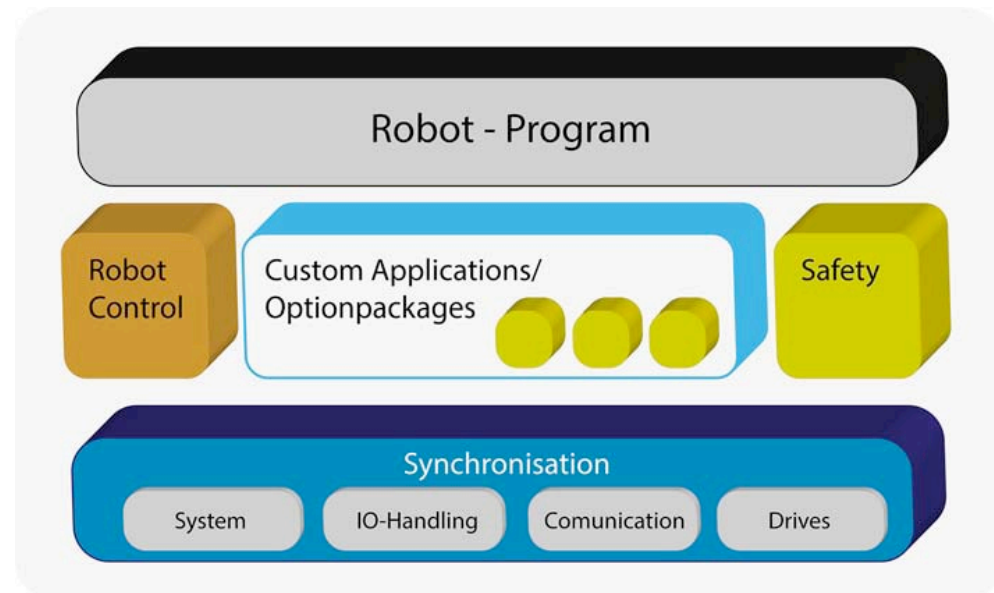 Robot - Program
Robot
Control
Custom Applications/
Optionpackages
Safety
Synchronisation
System
IO-Handling
Comunication
Drives